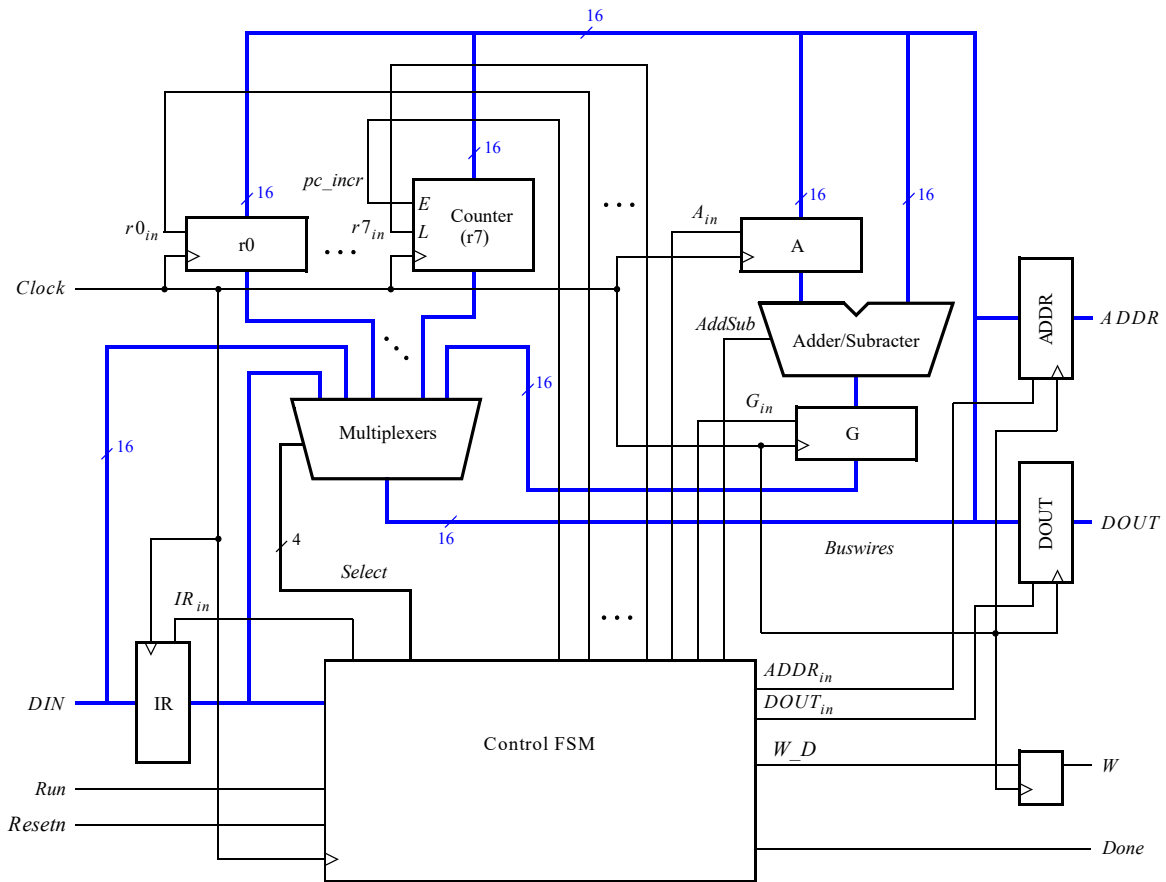 16
16
16
16
16
pc_incr
E
Counter
(r7)
L
r7in
• • •
r0in
r0
• • •
Ain
A
Clock
ADDR
ADDR
AddSub
Adder/Subracter
16
Gin
G
Multiplexers
16
16
4
Select
Buswires
DOUT
DOUT
IRin
• • •
DIN
IR
ADDRin
DOUTin
Control FSM
W_D
W
Run
Resetn
Done